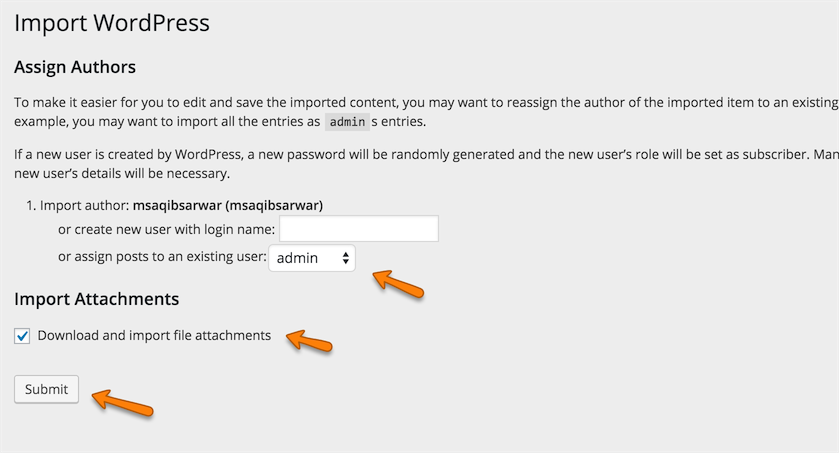 Import WordPress
Assign Authors
To make it easier for you to edit and save the imported content, you may want to reassign the author of the imported item to an existing
example, you may want to import all the entries as admin s entries.
If a new user is created by WordPress, a new password will be randomly generated and the new user’s role will be set as subscriber. Man
new user’s details will be necessary.
1. Import author: msaqibsarwar (msaqibsarwar)
or create new user with login name:
or assign posts to an existing user: admin
Import Attachments
Download and import file attachments
Submit